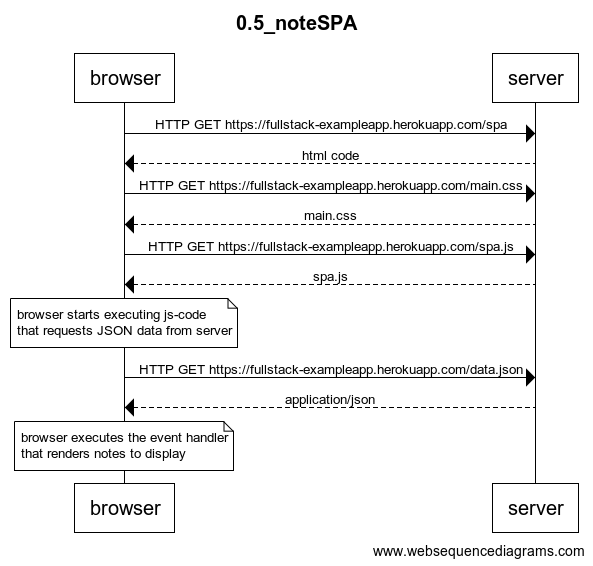 0.5_noteSPA
browser
server
HTTP GET https://fullstack-exampleapp.herokuapp.com/spa
html code
HTTP GET https://fullstack-exampleapp.herokuapp.com/main.css
main.css
HTTP GET https://fullstack-exampleapp.herokuapp.com/spa.js
spa.js
browser starts executing js-code
that requests JSON data from server
HTTP GET https://fullstack-exampleapp.herokuapp.com/data.json
application/json
browser executes the event handler
that renders notes to display
browser
server
www.websequencediagrams.com